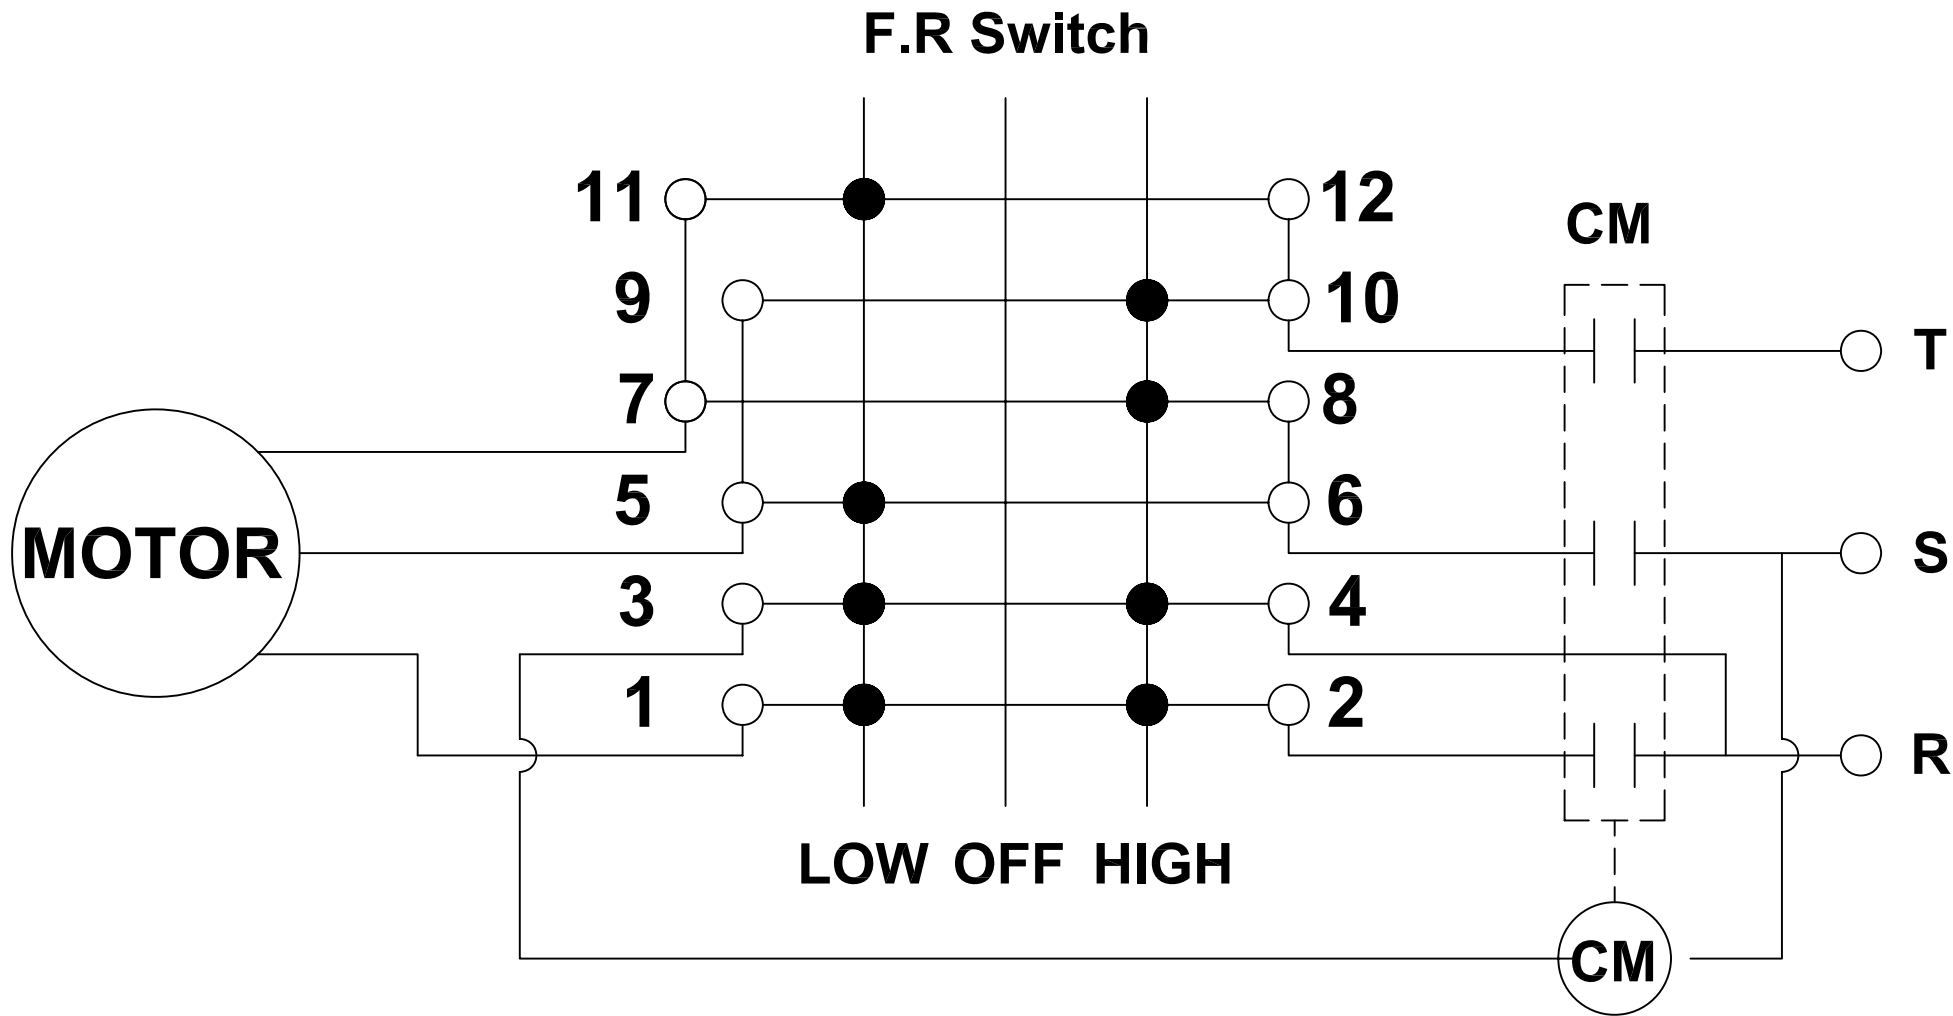 F.R Switch
11 12
CM
9 10
T
7 8
5 6
MOTOR
S
3 4
1 2
R
LOW OFF HIGH
CM